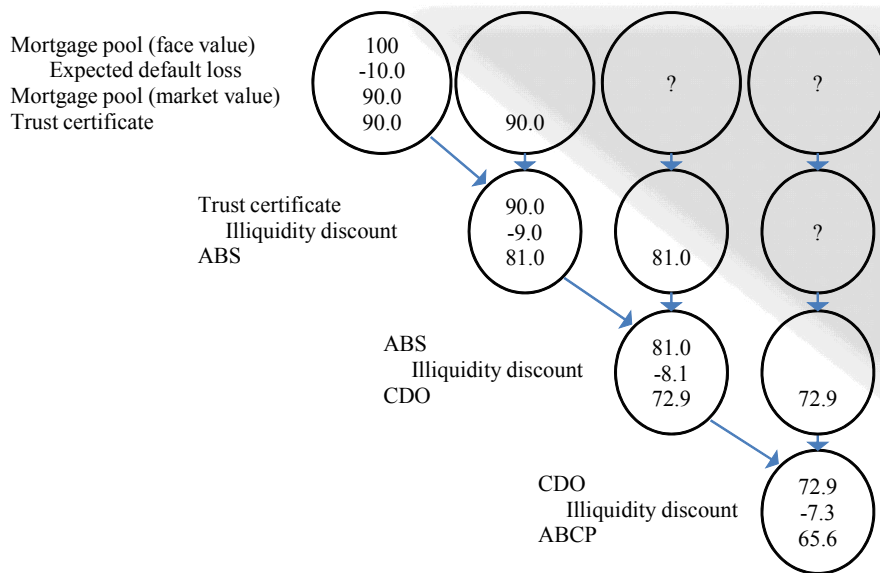 Mortgage pool (face value) 100
Expected default loss -10.0 ? ?
Mortgage pool (market value) 90.0
Trust certificate 90.0 90.0
Trust certificate 90.0
Illiquidity discount -9.0 ?
ABS 81.0 81.0
ABS 81.0
Illiquidity discount -8.1
CDO 72.9 72.9
CDO 72.9
Illiquidity discount -7.3
ABCP 65.6